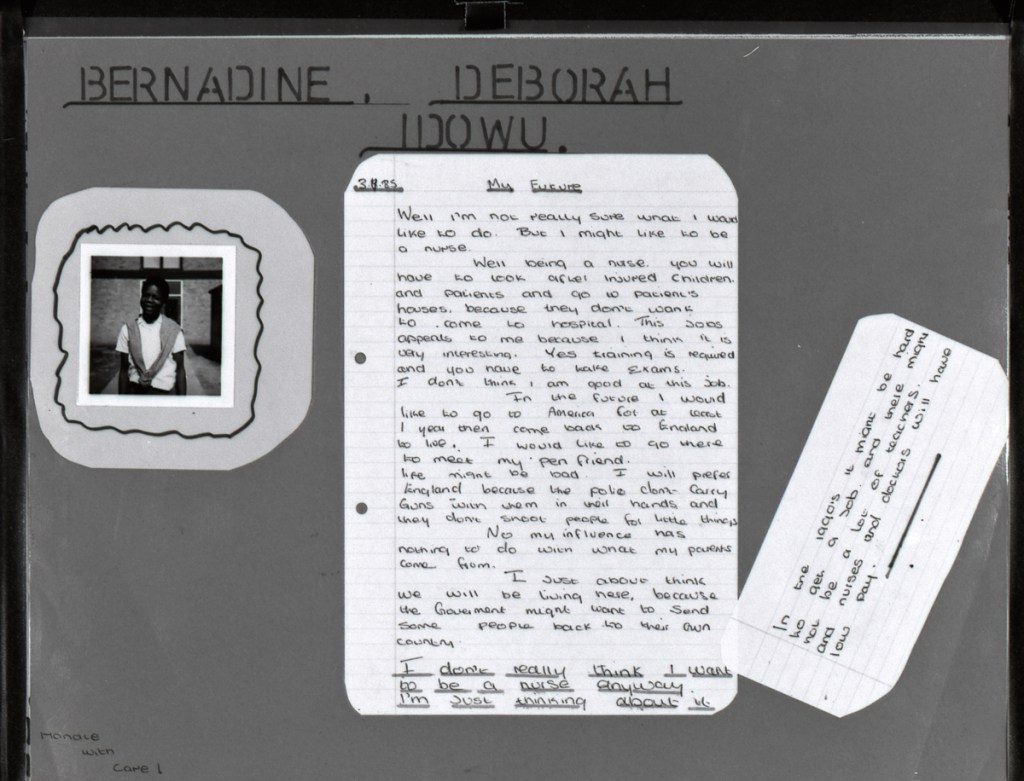 BERNADINE. DEBORAH
IDOWU.
3.11.85 My Future
Well I'm not really sure what I would
like to do. But I might like to be
a nurse.
Well being a nurse. you will
have to look after injured Children.
and patients and go to patient's
houses, because they don't want
to come to hospital. This Jobs
appeals to me because I think it is
very interesting. Yes training is required
and you have to take Exams.
I don't think I am good at this Job.
In the Future I would
like to go to America for at least
1 year then come back to England
to live. I would like to go there
to meet my pen friend.
life might be bad. I will prefer
England because the police don't Carry
Guns with them in their hands and
they don't shoot people for little things
No my influence has
nothing to do with what my parents
come from.
I Just about think
we will be living here, because
the Government might want to Send
some people back to their Own
country.
I don't really think I want
to be a nurse anyway.
I'm Just thinking about it.
In the 1990's it might be hard
to get a Job. and there might
not be a lot of teachers.
and nurses and doctors will have
low pay.
Handle
with
Care!